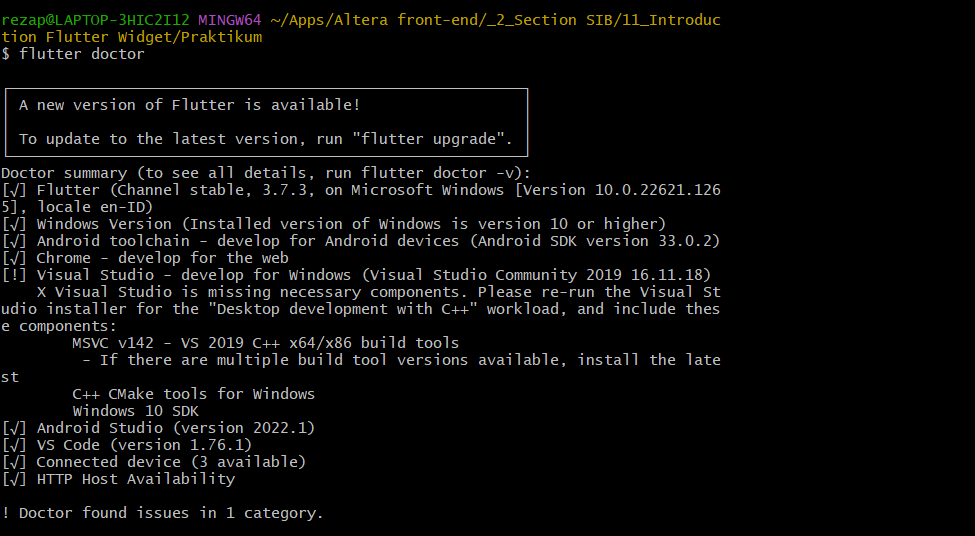 rezap@LAPTOP-3HIC2I12 MINGW64 ~/Apps/Altera front-end/_2_Section SIB/11_Introduc
tion Flutter Widget/Praktikum
$ flutter doctor
A new version of Flutter is available!
To update to the latest version, run "flutter upgrade".
Doctor summary (to see all details, run flutter doctor -v):
[√] Flutter (Channel stable, 3.7.3, on Microsoft Windows [Version 10.0.22621.126
5], locale en-ID)
[√] Windows Version (Installed version of Windows is version 10 or higher)
[√] Android toolchain - develop for Android devices (Android SDK version 33.0.2)
[√] Chrome - develop for the web
[!] Visual Studio - develop for Windows (Visual Studio Community 2019 16.11.18)
    X Visual Studio is missing necessary components. Please re-run the Visual St
udio installer for the "Desktop development with C++" workload, and include thes
e components:
        MSVC v142 - VS 2019 C++ x64/x86 build tools
         - If there are multiple build tool versions available, install the late
st
        C++ CMake tools for Windows
        Windows 10 SDK
[√] Android Studio (version 2022.1)
[√] VS Code (version 1.76.1)
[√] Connected device (3 available)
[√] HTTP Host Availability
! Doctor found issues in 1 category.